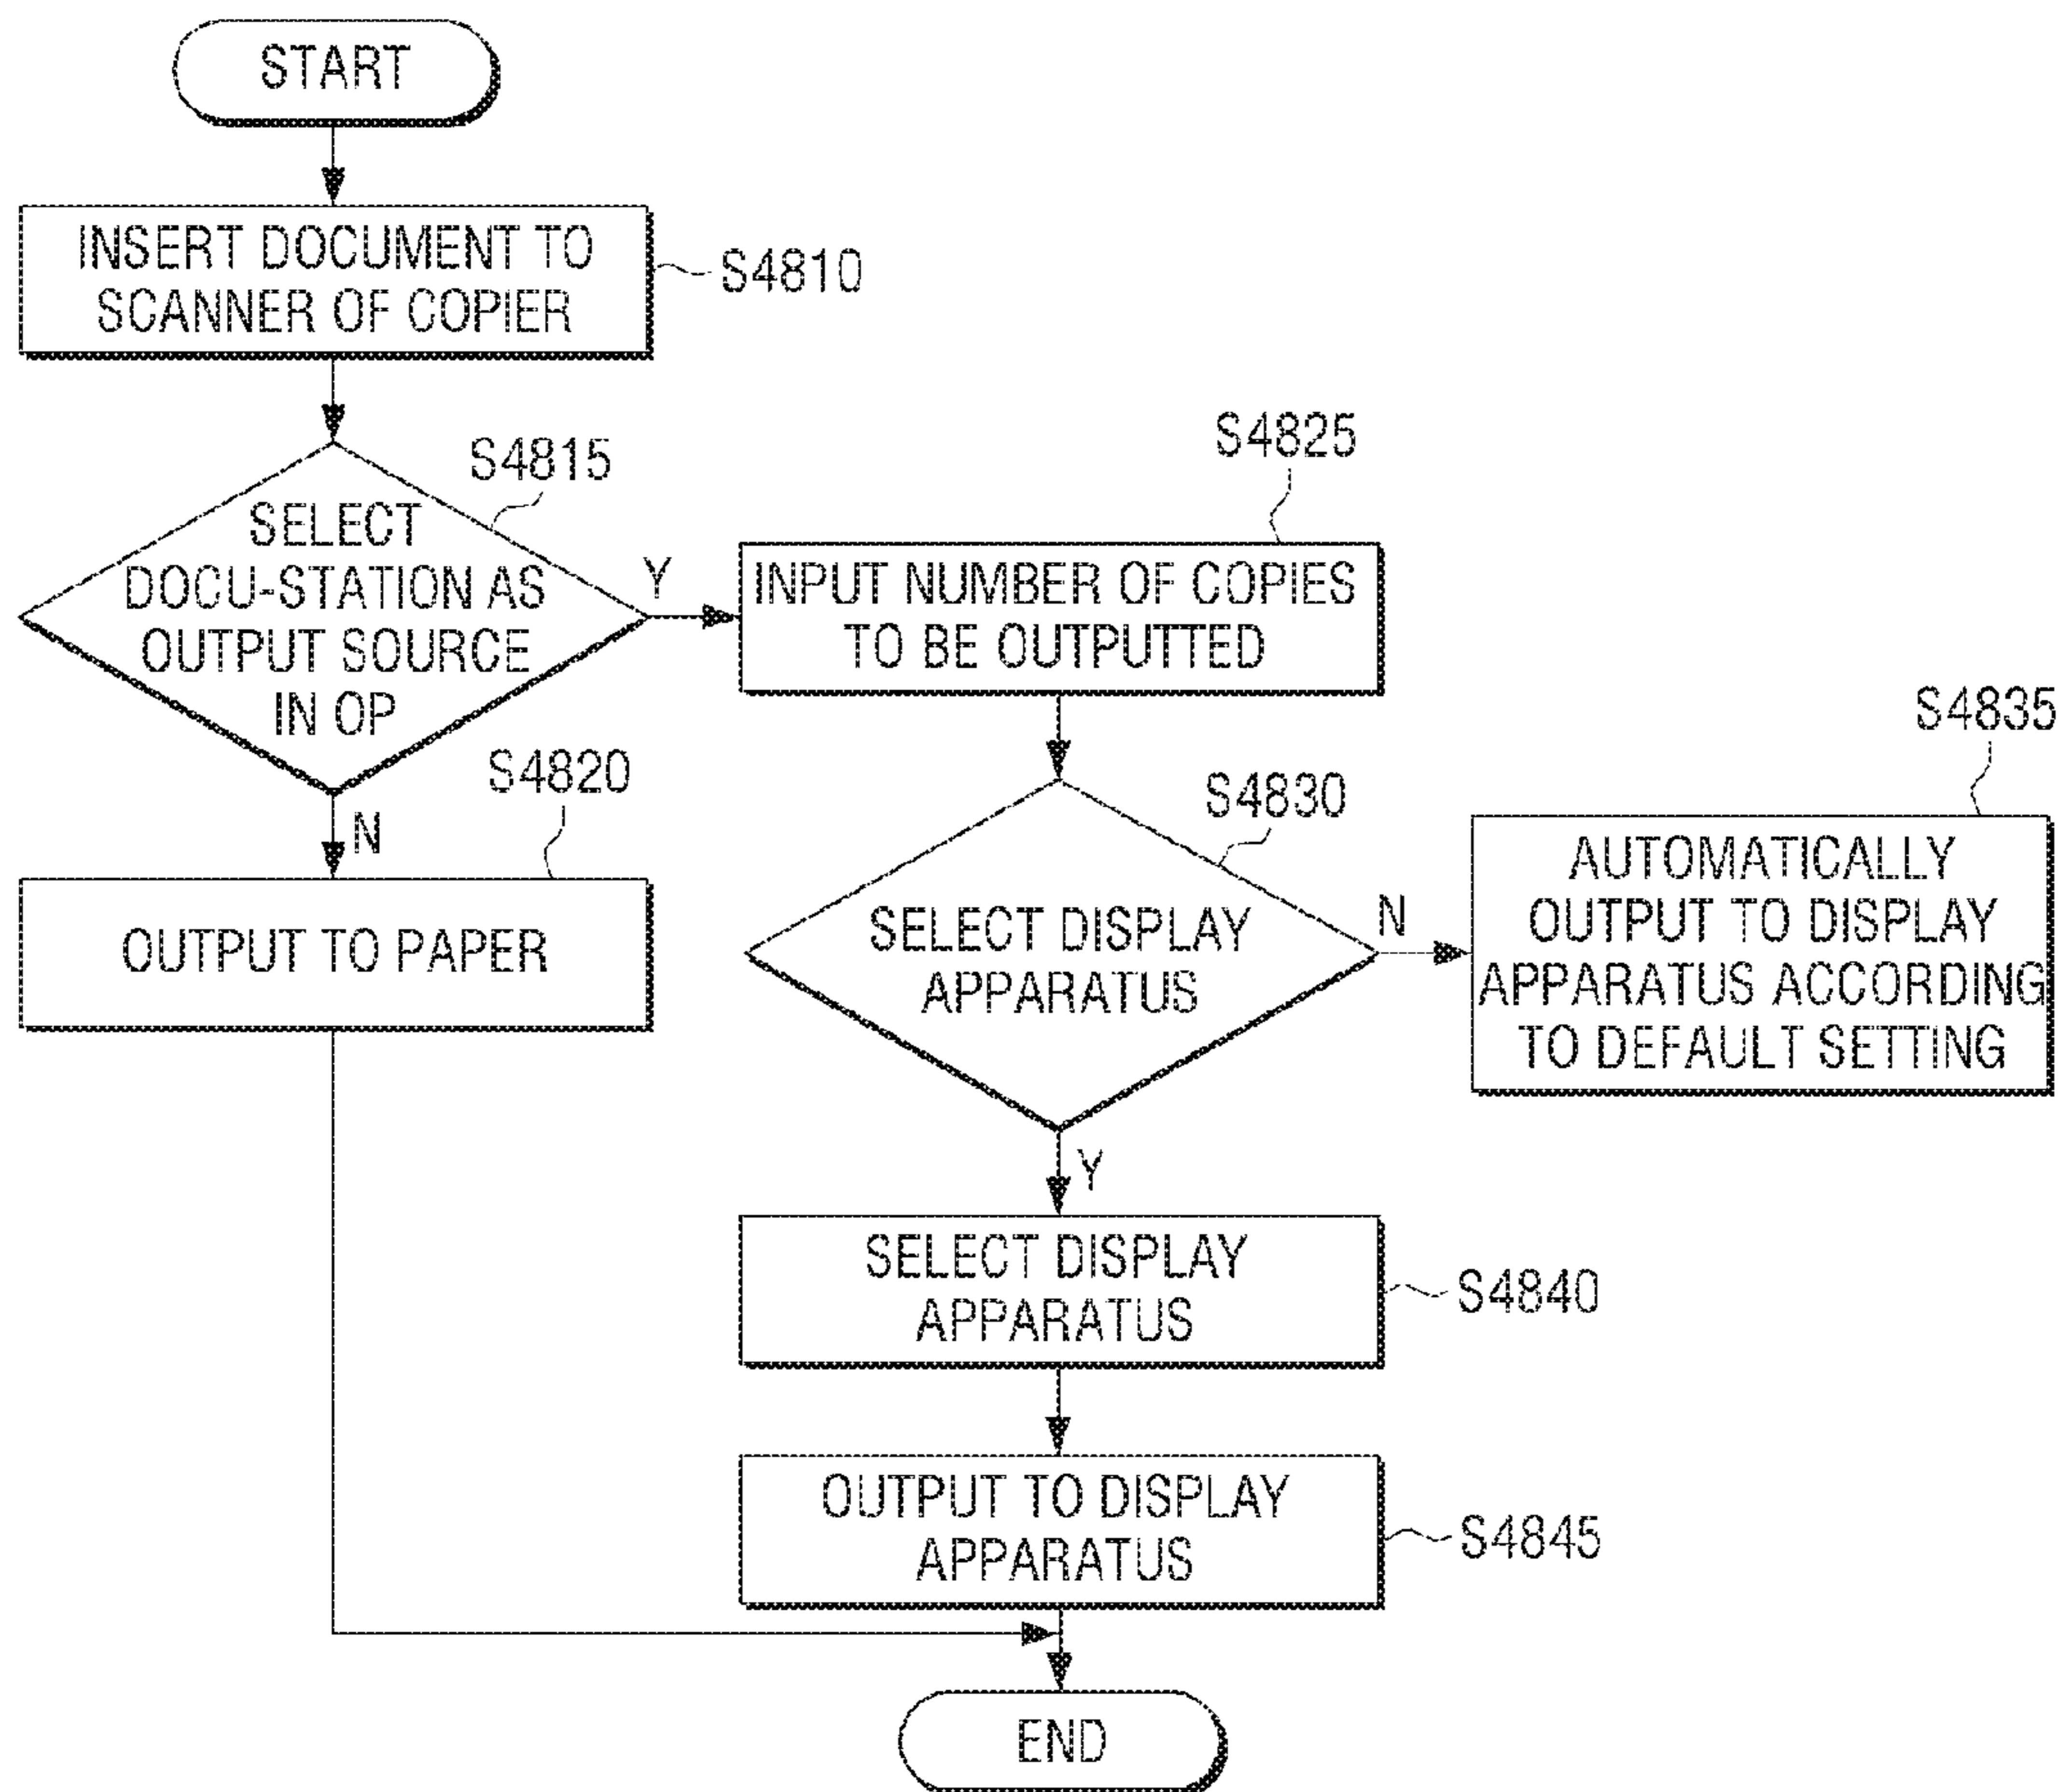 START
INSERT DOCUMENT TO
SCANNER OF COPIER
S4810
S4815
SELECT
DOCU-STATION AS
OUTPUT SOURCE
IN OP
Y
N
S4820
OUTPUT TO PAPER
S4825
INPUT NUMBER OF COPIES
TO BE OUTPUTTED
S4830
SELECT DISPLAY
APPARATUS
N
S4835
AUTOMATICALLY
OUTPUT TO DISPLAY
APPARATUS ACCORDING
TO DEFAULT SETTING
Y
SELECT DISPLAY
APPARATUS
S4840
OUTPUT TO DISPLAY
APPARATUS
S4845
END